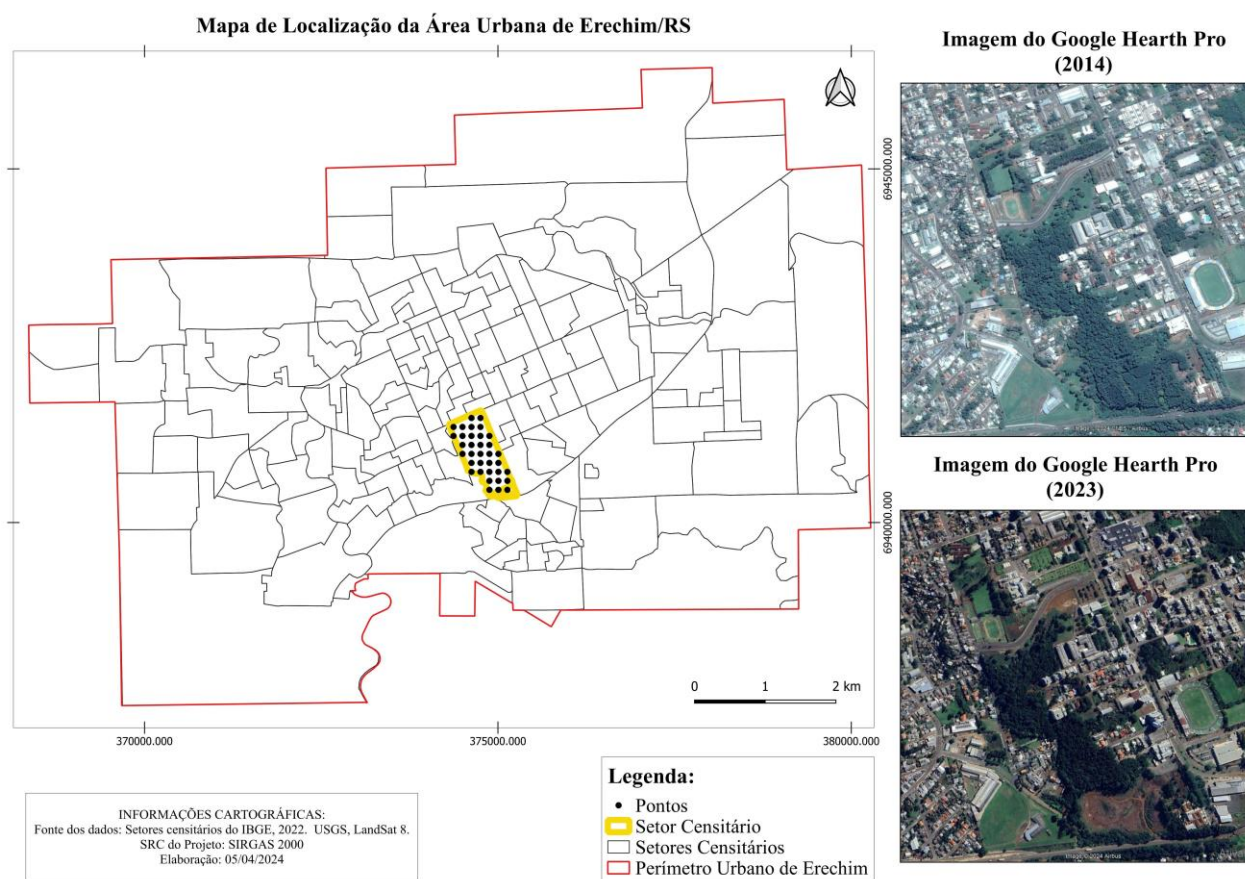 Mapa de Localização da Área Urbana de Erechim/RS
6945000.000
6940000.000
0 1 2 km
370000.000 375000.000 380000.000
Imagem do Google Hearth Pro
(2014)
Imagem do Google Hearth Pro
(2023)
Legenda:
Pontos
Setor Censitário
Setores Censitários
Perímetro Urbano de Erechim
INFORMAÇÕES CARTOGRÁFICAS:
Fonte dos dados: Setores censitários do IBGE, 2022. USGS, LandSat 8.
SRC do Projeto: SIRGAS 2000
Elaboração: 05/04/2024